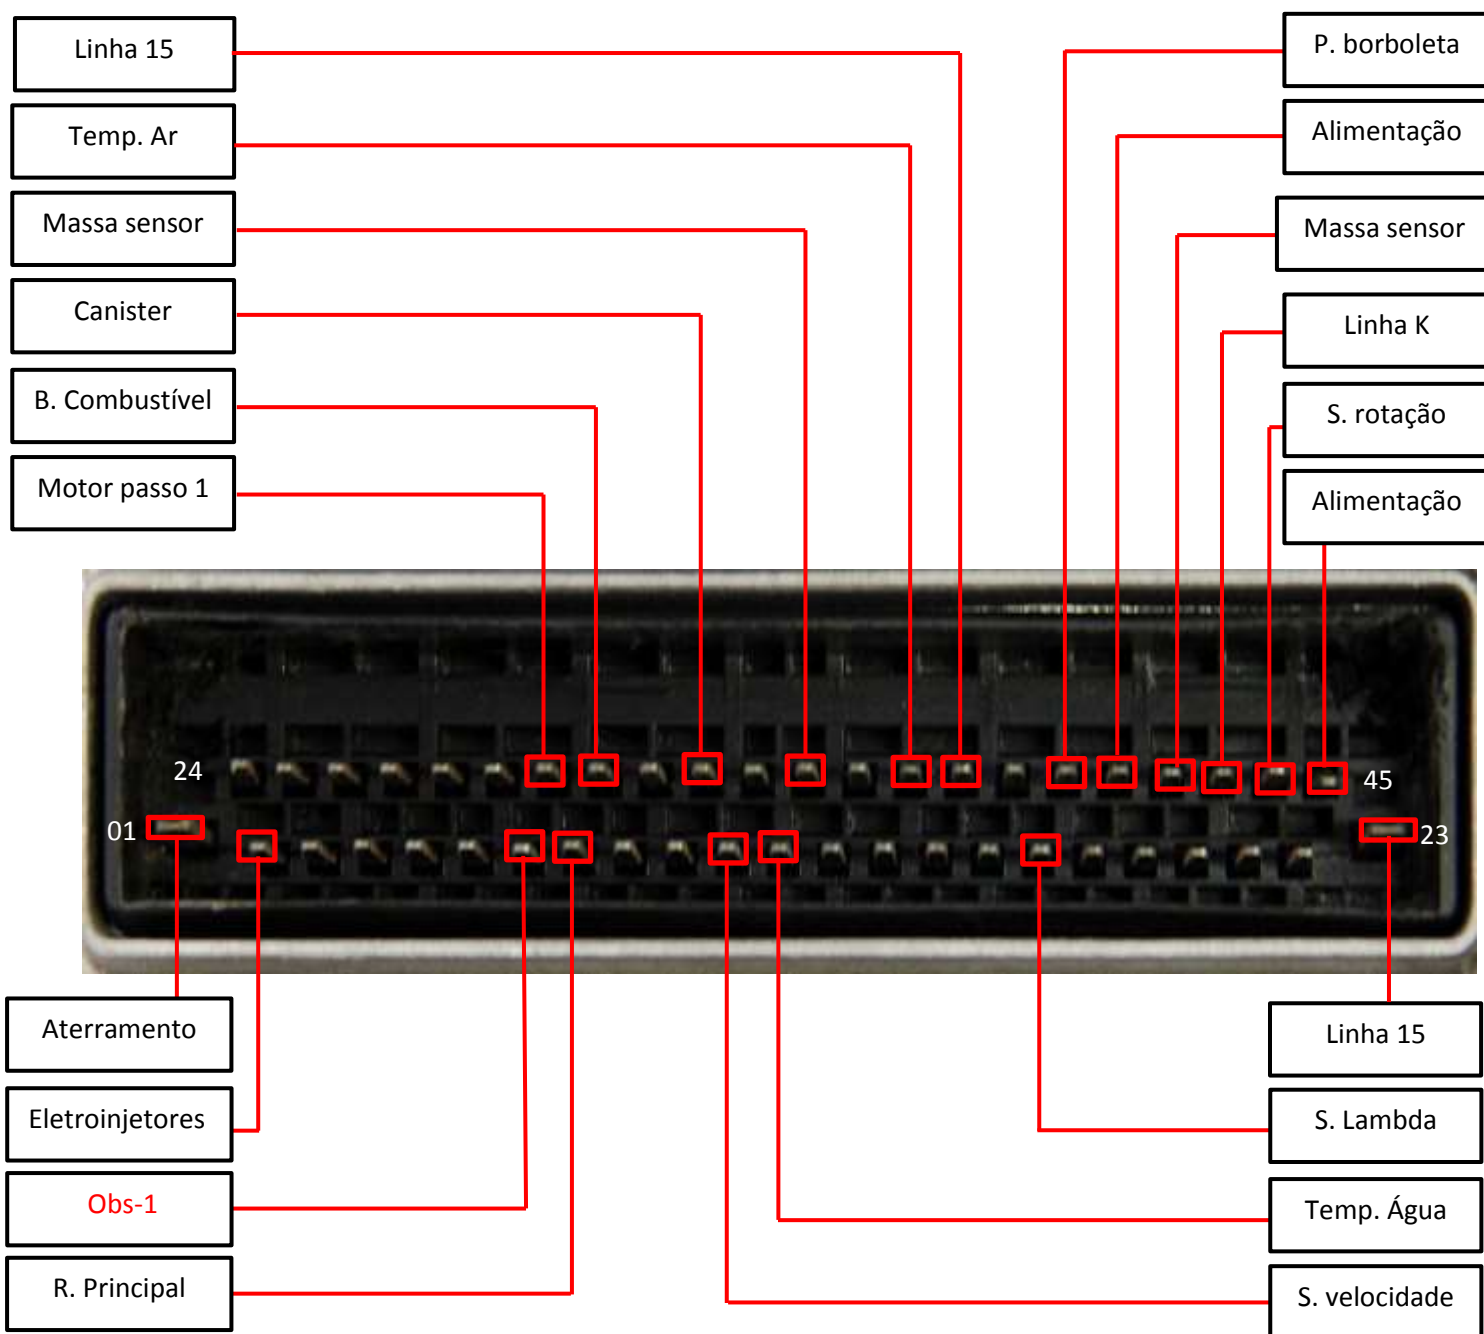 Linha 15
Temp. Ar
Massa sensor
Canister
B. Combustível
Motor passo 1
P. borboleta
Alimentação
Massa sensor
Linha K
S. rotação
Alimentação
24
45
01
23
Aterramento
Eletroinjetores
Obs-1
R. Principal
Linha 15
S. Lambda
Temp. Água
S. velocidade